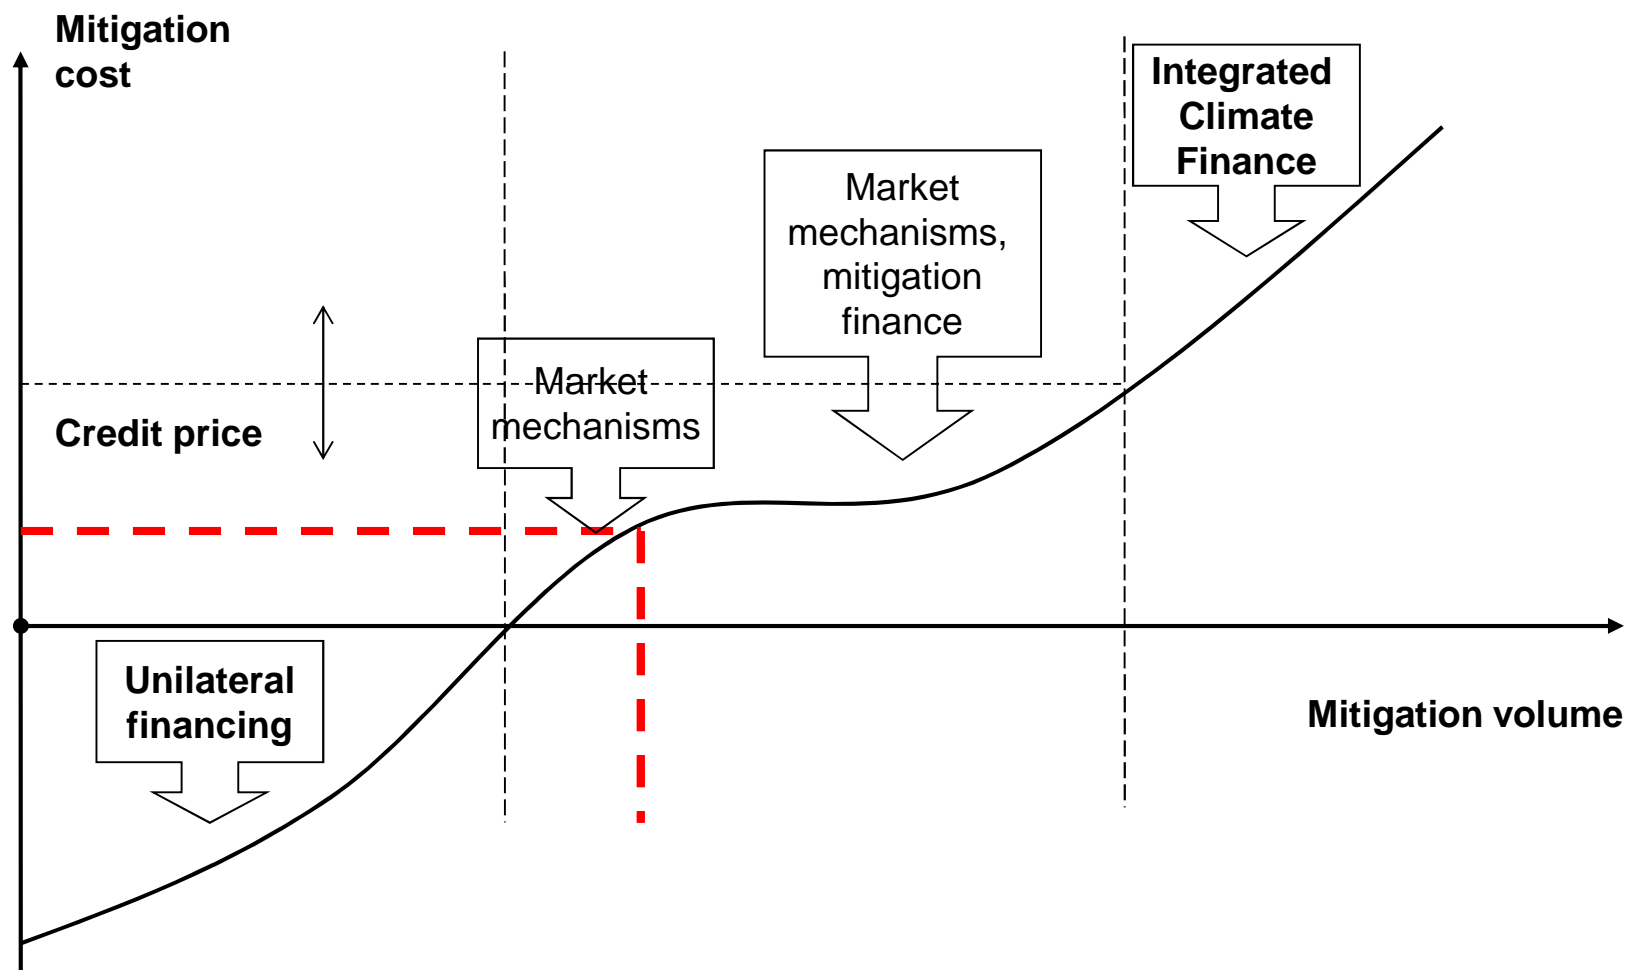 Mitigation
cost
Integrated
Climate
Finance
Market
mechanisms,
mitigation
finance
Market
mechanisms
Credit price
Unilateral
financing
Mitigation volume